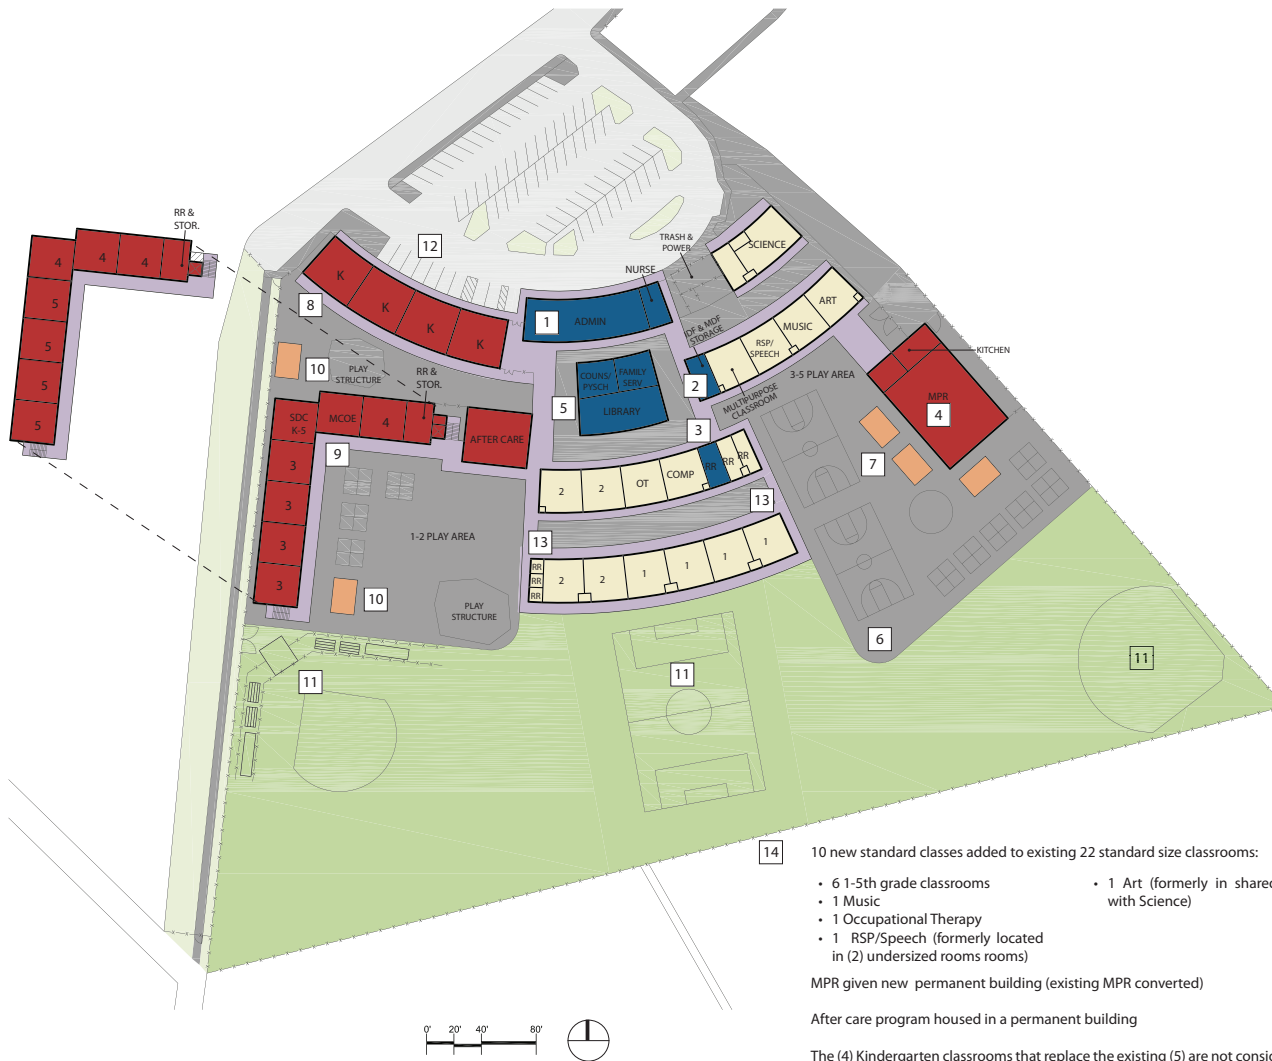 RR &
STOR.
12
TRASH &
POWER
SCIENCE
NURSE
4
4
4
5
5
5
5
K
K
K
K
8
1
ADMIN
IDF & MDF
STORAGE
ART
MUSIC
RSP/
SPEECH
MULTIPURPOSE
CLASSROOM
KITCHEN
10
PLAY
STRUCTURE
RR &
STOR.
COUNS/
PYSCH
FAMILY
SERV
LIBRARY
2
3-5 PLAY AREA
MPR
4
5
3
SDC
K-5
MCOE
4
AFTER CARE
9
7
3
3
3
3
2
2
OT
COMP
RR
RR
RR
13
13
1-2 PLAY AREA
RR
RR
RR
2
2
1
1
1
1
10
PLAY
STRUCTURE
6
11
11
11
14
10 new standard classes added to existing 22 standard size classrooms:
• 6 1-5th grade classrooms
• 1 Music
• 1 Occupational Therapy
• 1 RSP/Speech (formerly located
in (2) undersized rooms rooms)
• 1 Art (formerly in shared
with Science)
MPR given new permanent building (existing MPR converted)
After care program housed in a permanent building
The (4) Kindergarten classrooms that replace the existing (5) are not
0' 20' 40' 80'